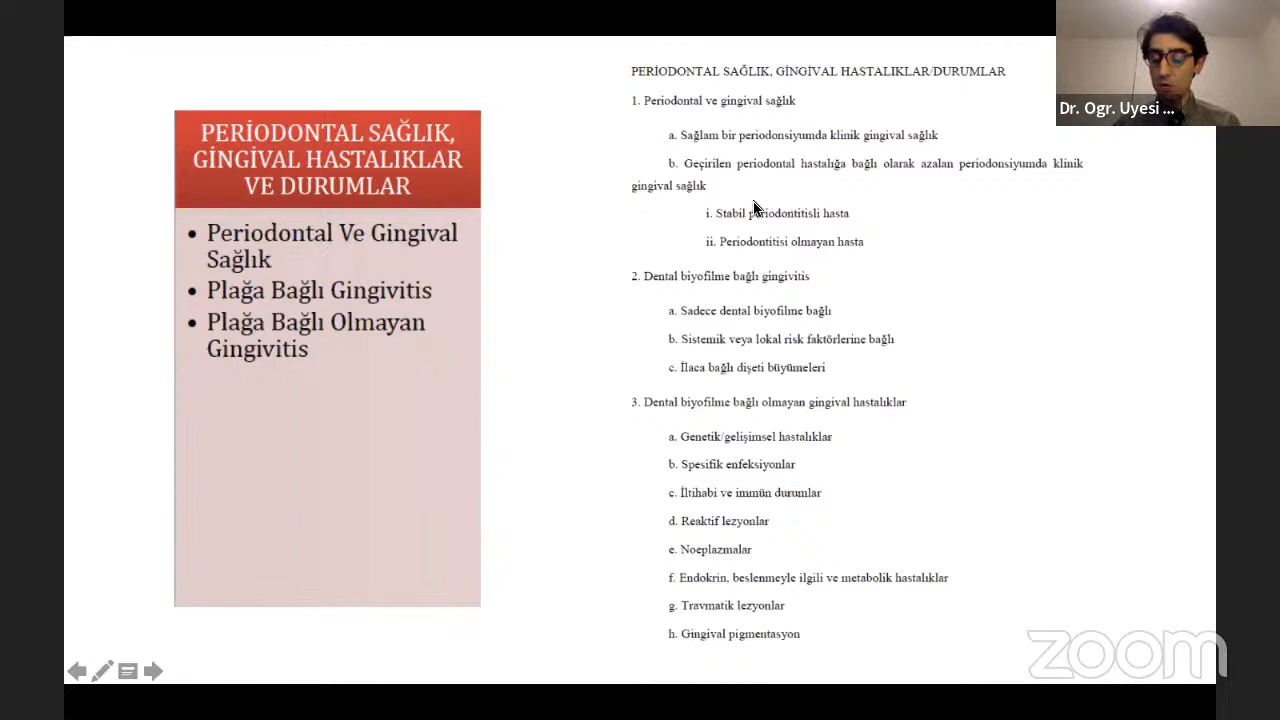 PERİODONTAL SAĞLIK,
GİNGİVAL HASTALIKLAR
VE DURUMLAR
• Periodontal Ve Gingival
Sağlık
• Plağa Bağlı Gingivitis
• Plağa Bağlı Olmayan
Gingivitis
PERİODONTAL SAĞLIK, GİNGİVAL HASTALIKLAR/DURUMLAR
1. Periodontal ve gingival sağlık
a. Sağlam bir periodonsiyumda klinik gingival sağlık
b. Geçirilen periodontal hastalığa bağlı olarak azalan periodonsiyumda klinik
gingival sağlık
i. Stabil periodontitisli hasta
ii. Periodontitisi olmayan hasta
2. Dental biyofilme bağlı gingivitis
a. Sadece dental biyofilme bağlı
b. Sistemik veya lokal risk faktörlerine bağlı
c. İlaca bağlı dişeti büyümeleri
3. Dental biyofilme bağlı olmayan gingival hastalıklar
a. Genetik/gelişimsel hastalıklar
b. Spesifik enfeksiyonlar
c. İltihabi ve immün durumlar
d. Reaktif lezyonlar
e. Noeplazmalar
f. Endokrin, beslenmeyle ilgili ve metabolik hastalıklar
g. Travmatik lezyonlar
h. Gingival pigmentasyon
Dr. Ogr. Uyesi ...
zoom